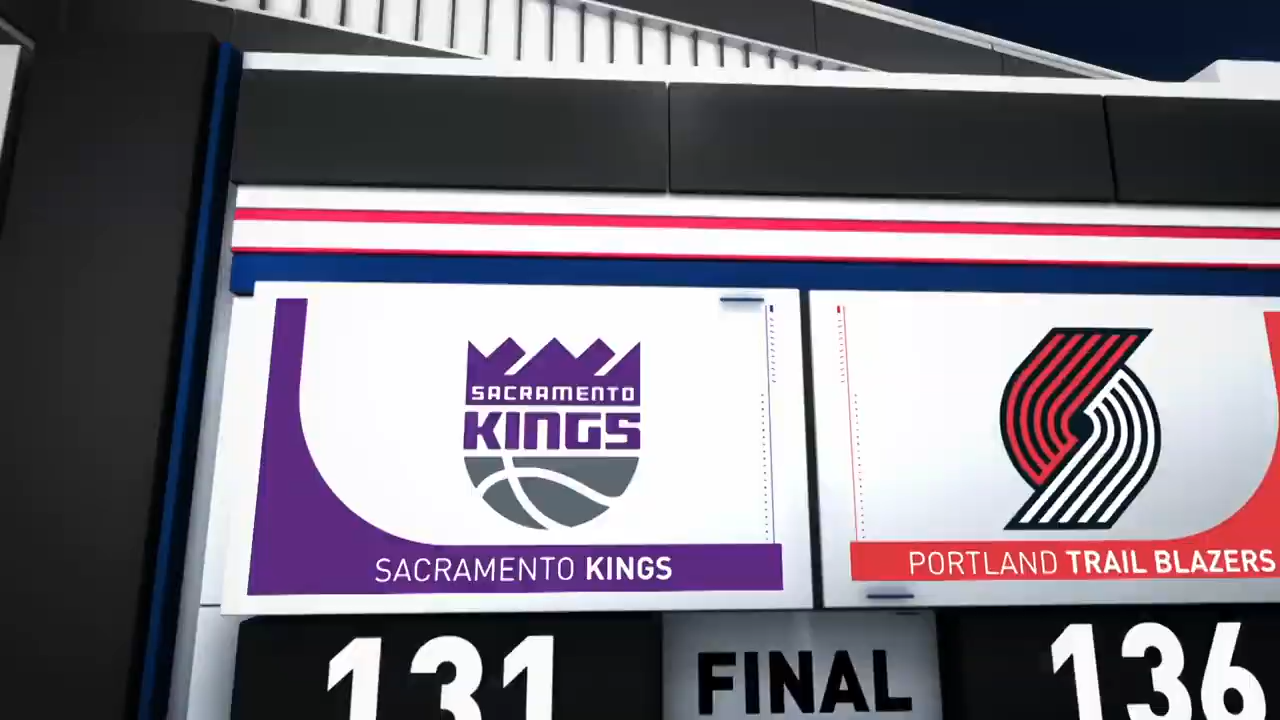 SACRAMENTO
KINGS
SACRAMENTO KINGS
PORTLAND TRAIL BLAZERS
131
FINAL
136